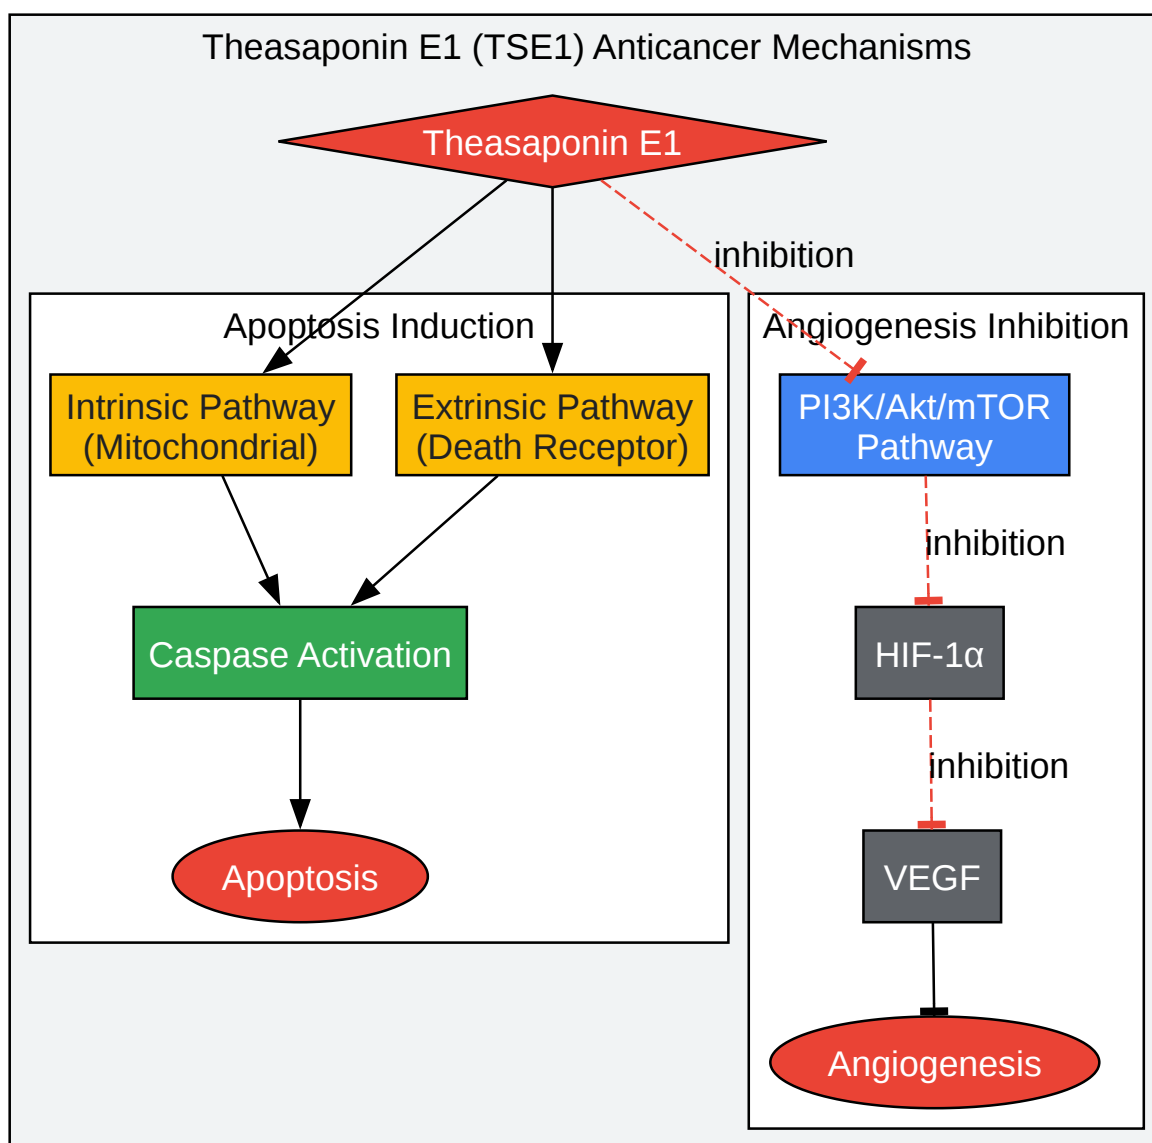 Theasaponin E1 (TSE1) Anticancer Mechanisms
Theasaponin E1
inhibition
Apoptosis Induction
Intrinsic Pathway
(Mitochondrial)
Extrinsic Pathway
(Death Receptor)
Caspase Activation
Apoptosis
Angiogenesis Inhibition
PI3K/Akt/mTOR
Pathway
inhibition
HIF-1α
inhibition
VEGF
Angiogenesis